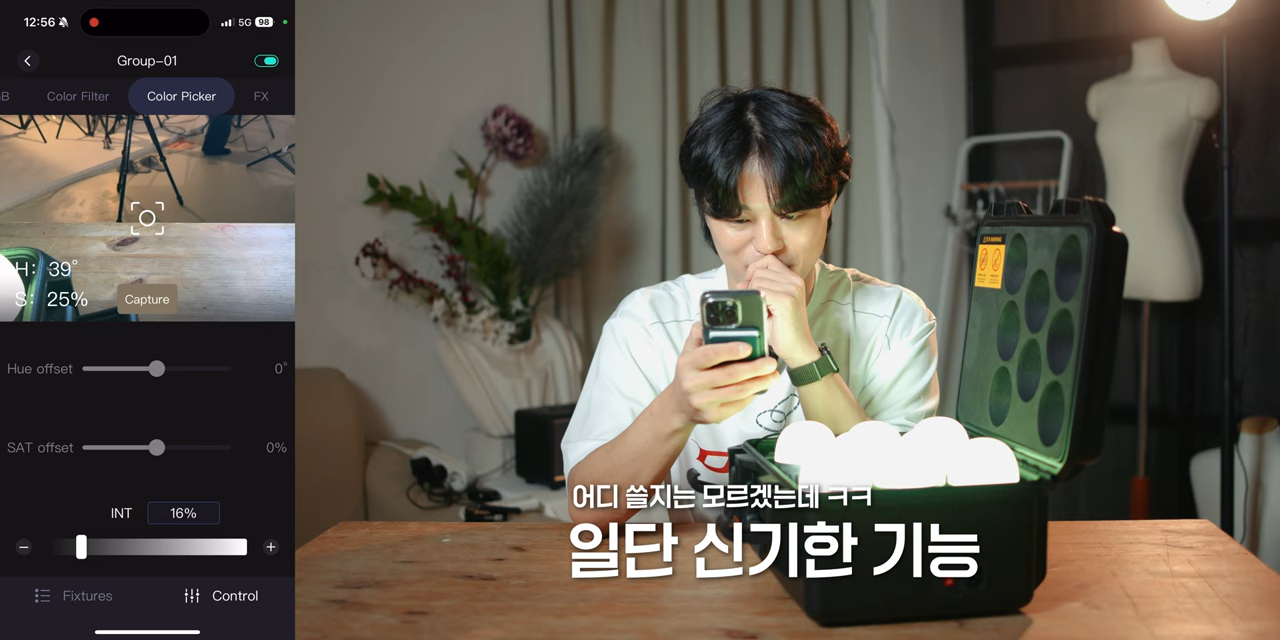 12:56
5G
98
Group-01
Color Filter
Color Picker
FX
H: 39°
S: 25%
Capture
Hue offset
0°
SAT offset
0%
INT
16%
Fixtures
Control
어디 쓸지는 모르겠는데 ㅋㅋ
일단 신기한 기능